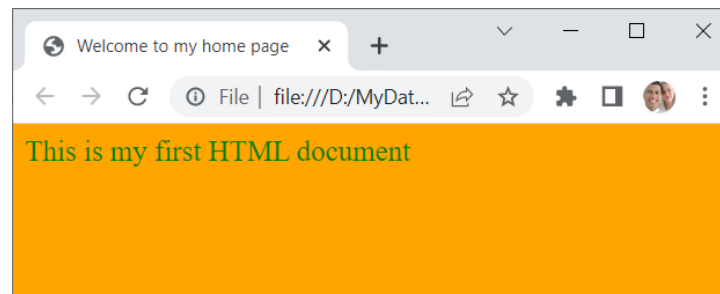 Welcome to my home page
File | file:///D:/MyDat...
This is my first HTML document